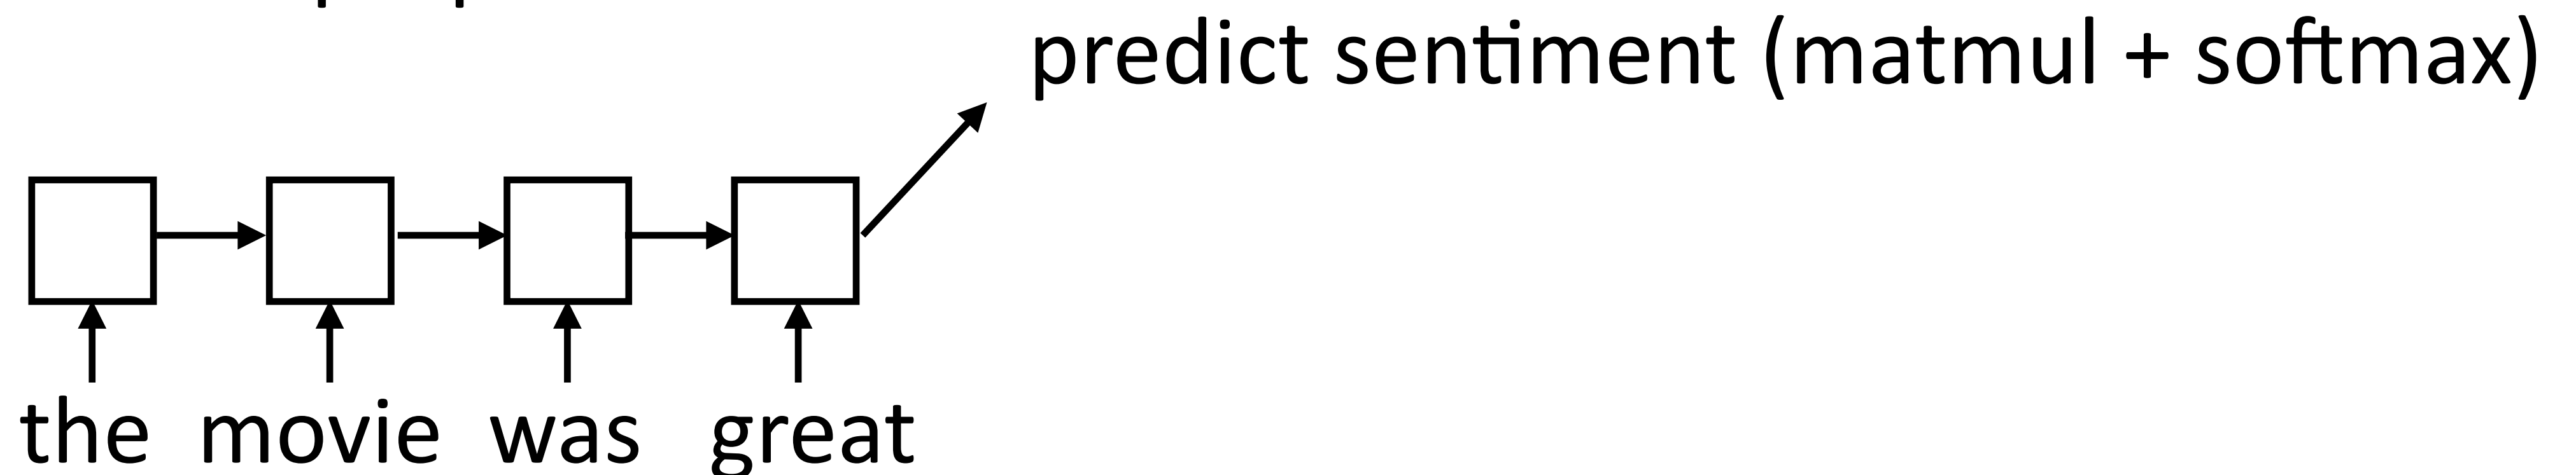 predict sentiment (matmul + softmax)
the movie was great